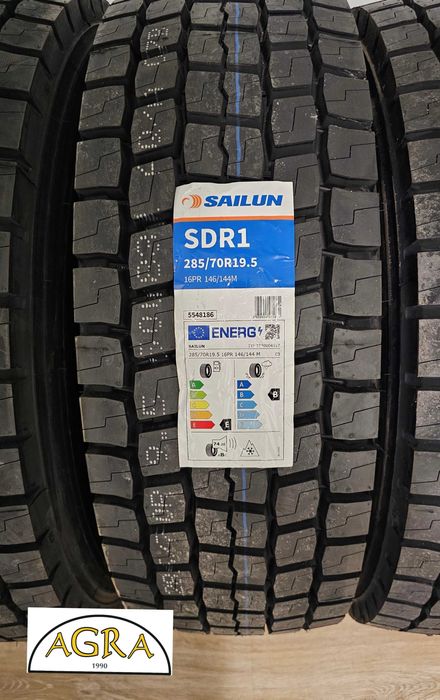 SAILUN
SDR1
285/70R19.5
16PR 146/144M
5548186
ENERG
SAILUN
285/70R19.5 16PR 146/144 M
C3
A
B
C
D
E
E
A
B
C
D
E
B
B
AGRA
1990